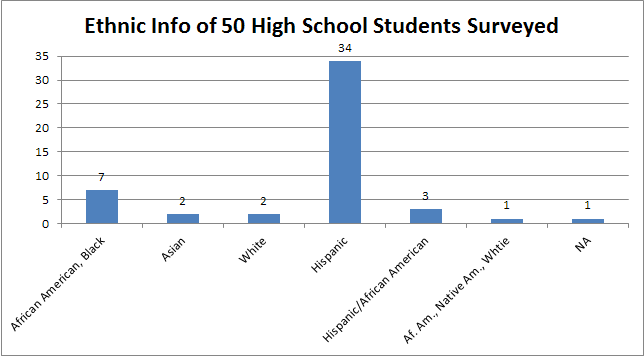 Ethnic Info of 50 High School Students Surveyed
35
30
25
20
15
10
5
0
7
2
2
34
3
1
1
African American, Black
Asian
White
Hispanic
Hispanic/African American
Af. Am., Native Am., Whtie
NA